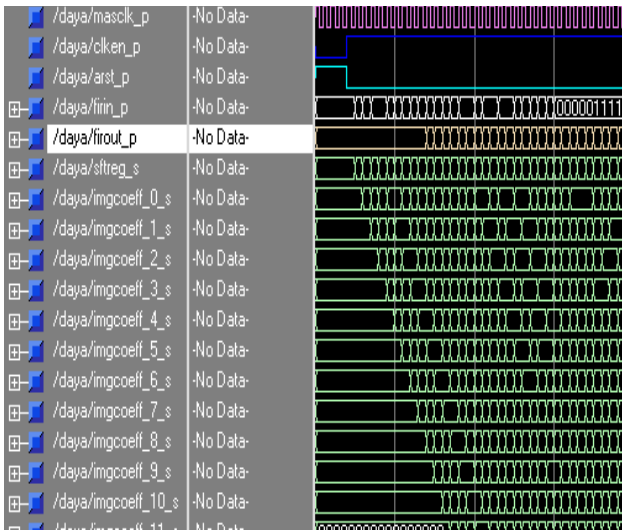 /daya/masclk_p -No Data-
/daya/clken_p -No Data-
/daya/arst_p -No Data-
/daya/firin_p -No Data- 000001111
/daya/firout_p -No Data-
/daya/sftreg_s -No Data-
/daya/imgcoeff_0_s -No Data-
/daya/imgcoeff_1_s -No Data-
/daya/imgcoeff_2_s -No Data-
/daya/imgcoeff_3_s -No Data-
/daya/imgcoeff_4_s -No Data-
/daya/imgcoeff_5_s -No Data-
/daya/imgcoeff_6_s -No Data-
/daya/imgcoeff_7_s -No Data-
/daya/imgcoeff_8_s -No Data-
/daya/imgcoeff_9_s -No Data-
/daya/imgcoeff_10_s -No Data-